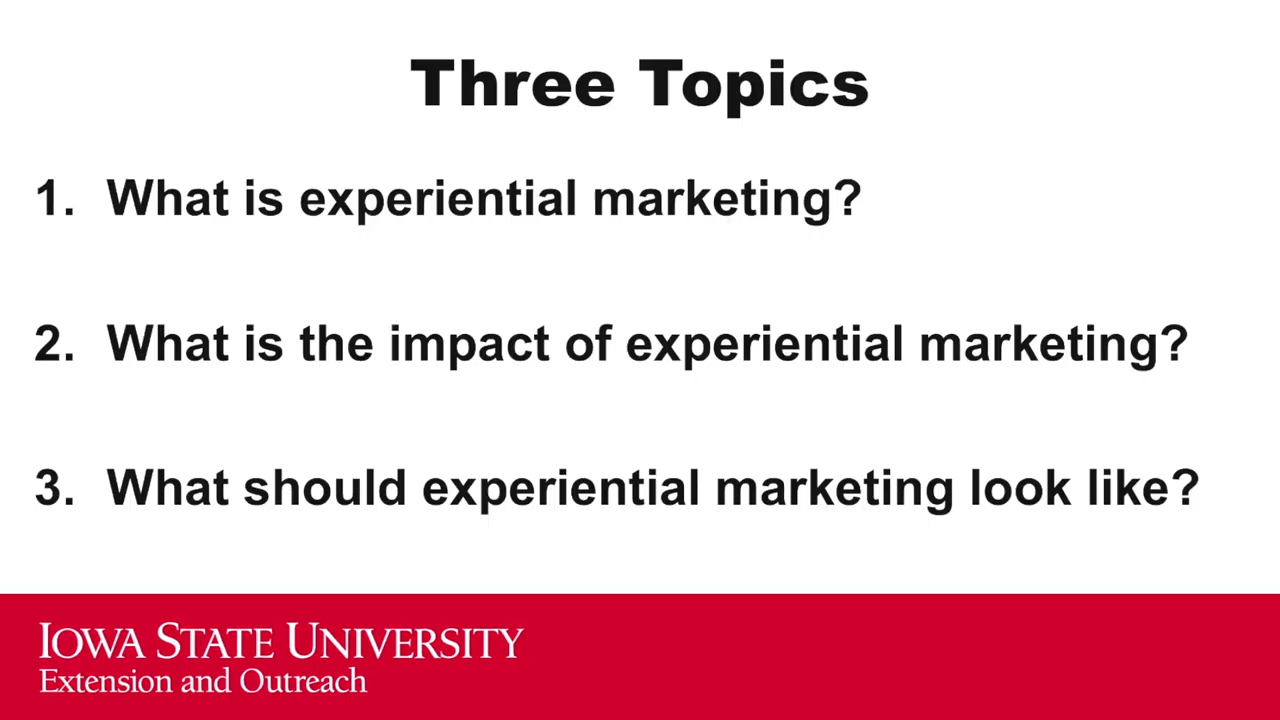 Three Topics
1. What is experiential marketing?
2. What is the impact of experiential marketing?
3. What should experiential marketing look like?
IOWA STATE UNIVERSITY
Extension and Outreach